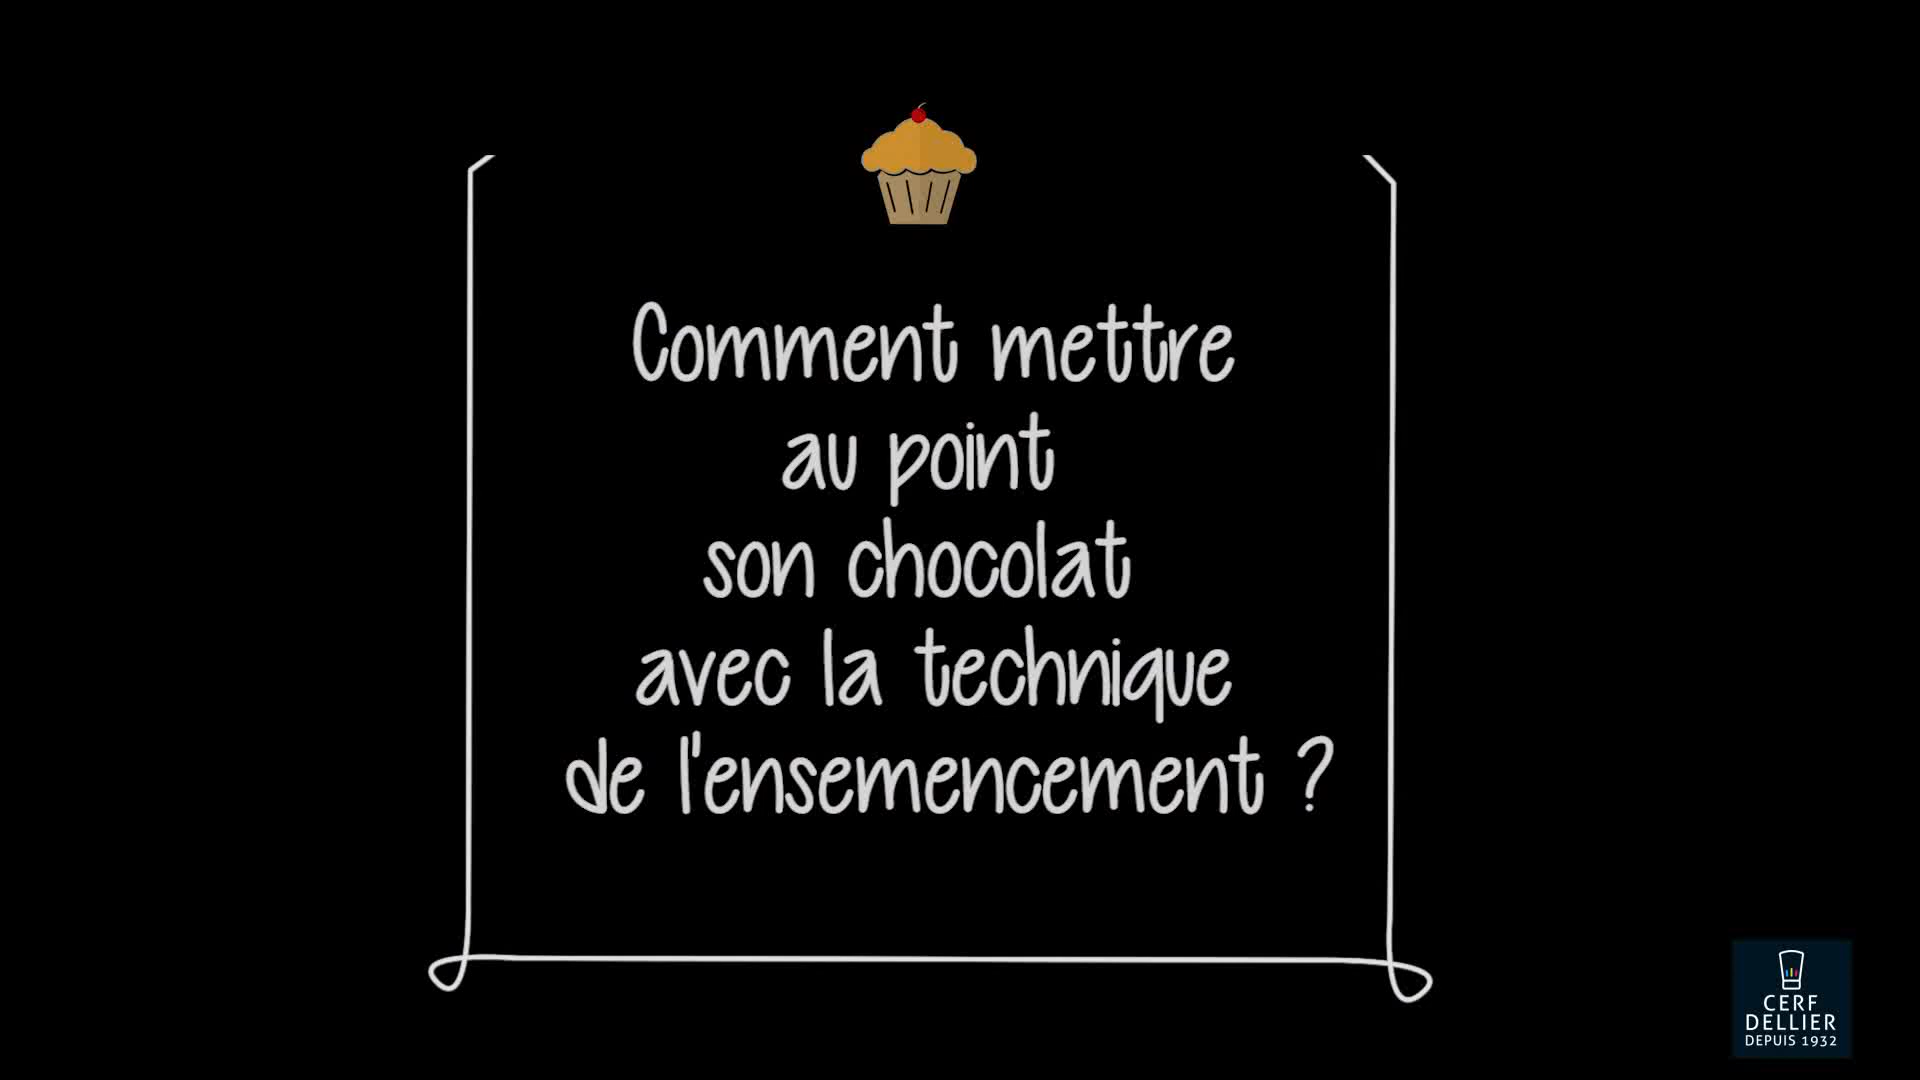 Comment mettre
au point
son chocolat
avec la technique
de l'ensemencement ?
CERF
DELLIER
DEPUIS 1932